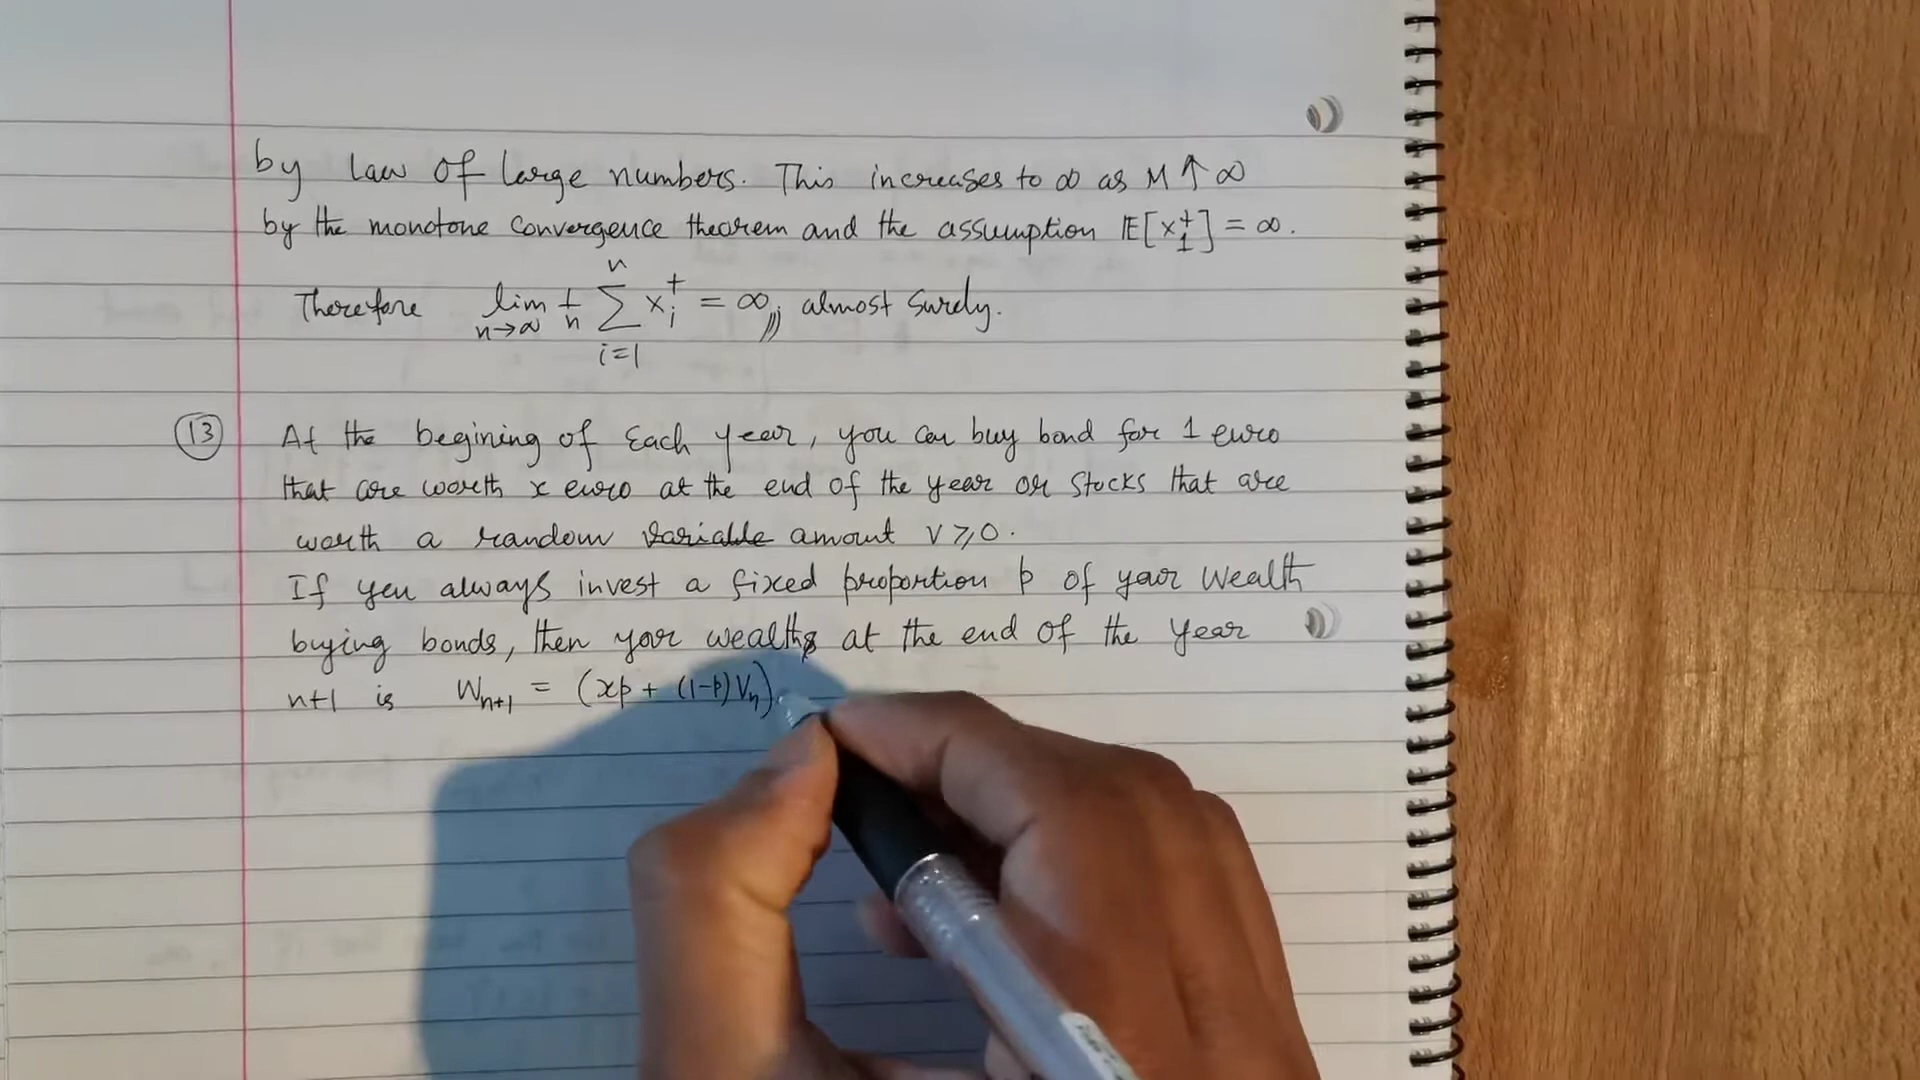 by law of large numbers. This increases to ∞ as M ↑ ∞
by the monotone convergence theorem and the assumption 𝔼[X₁⁺] = ∞.
Therefore lim_{n→∞} 1/n ∑_{i=1}^{n} X_i⁺ = ∞,, almost surely.
(13) At the begining of Each year, you can buy bond for 1 euro
that are worth x euro at the end of the year or stocks that are
worth a random variable amount V ≥ 0.
If you always invest a fixed proportion p of your wealth
buying bonds, then your wealth at the end of the year
n+1 is W_{n+1} = (xp + (1-p)V_n)